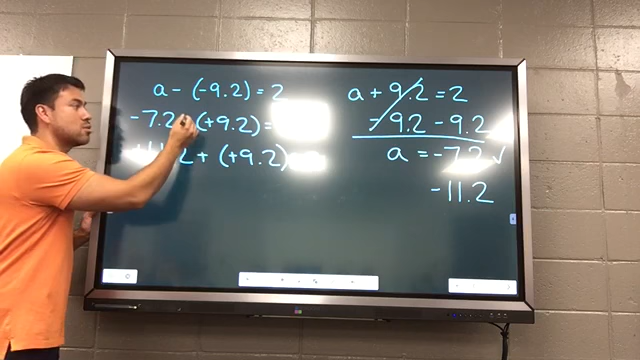 a - (-9.2) = 2
-7.2 (+9.2) =
2 + (+9.2)
a + 9.2 = 2
- 9.2 - 9.2
a = -7.2 ✓
-11.2